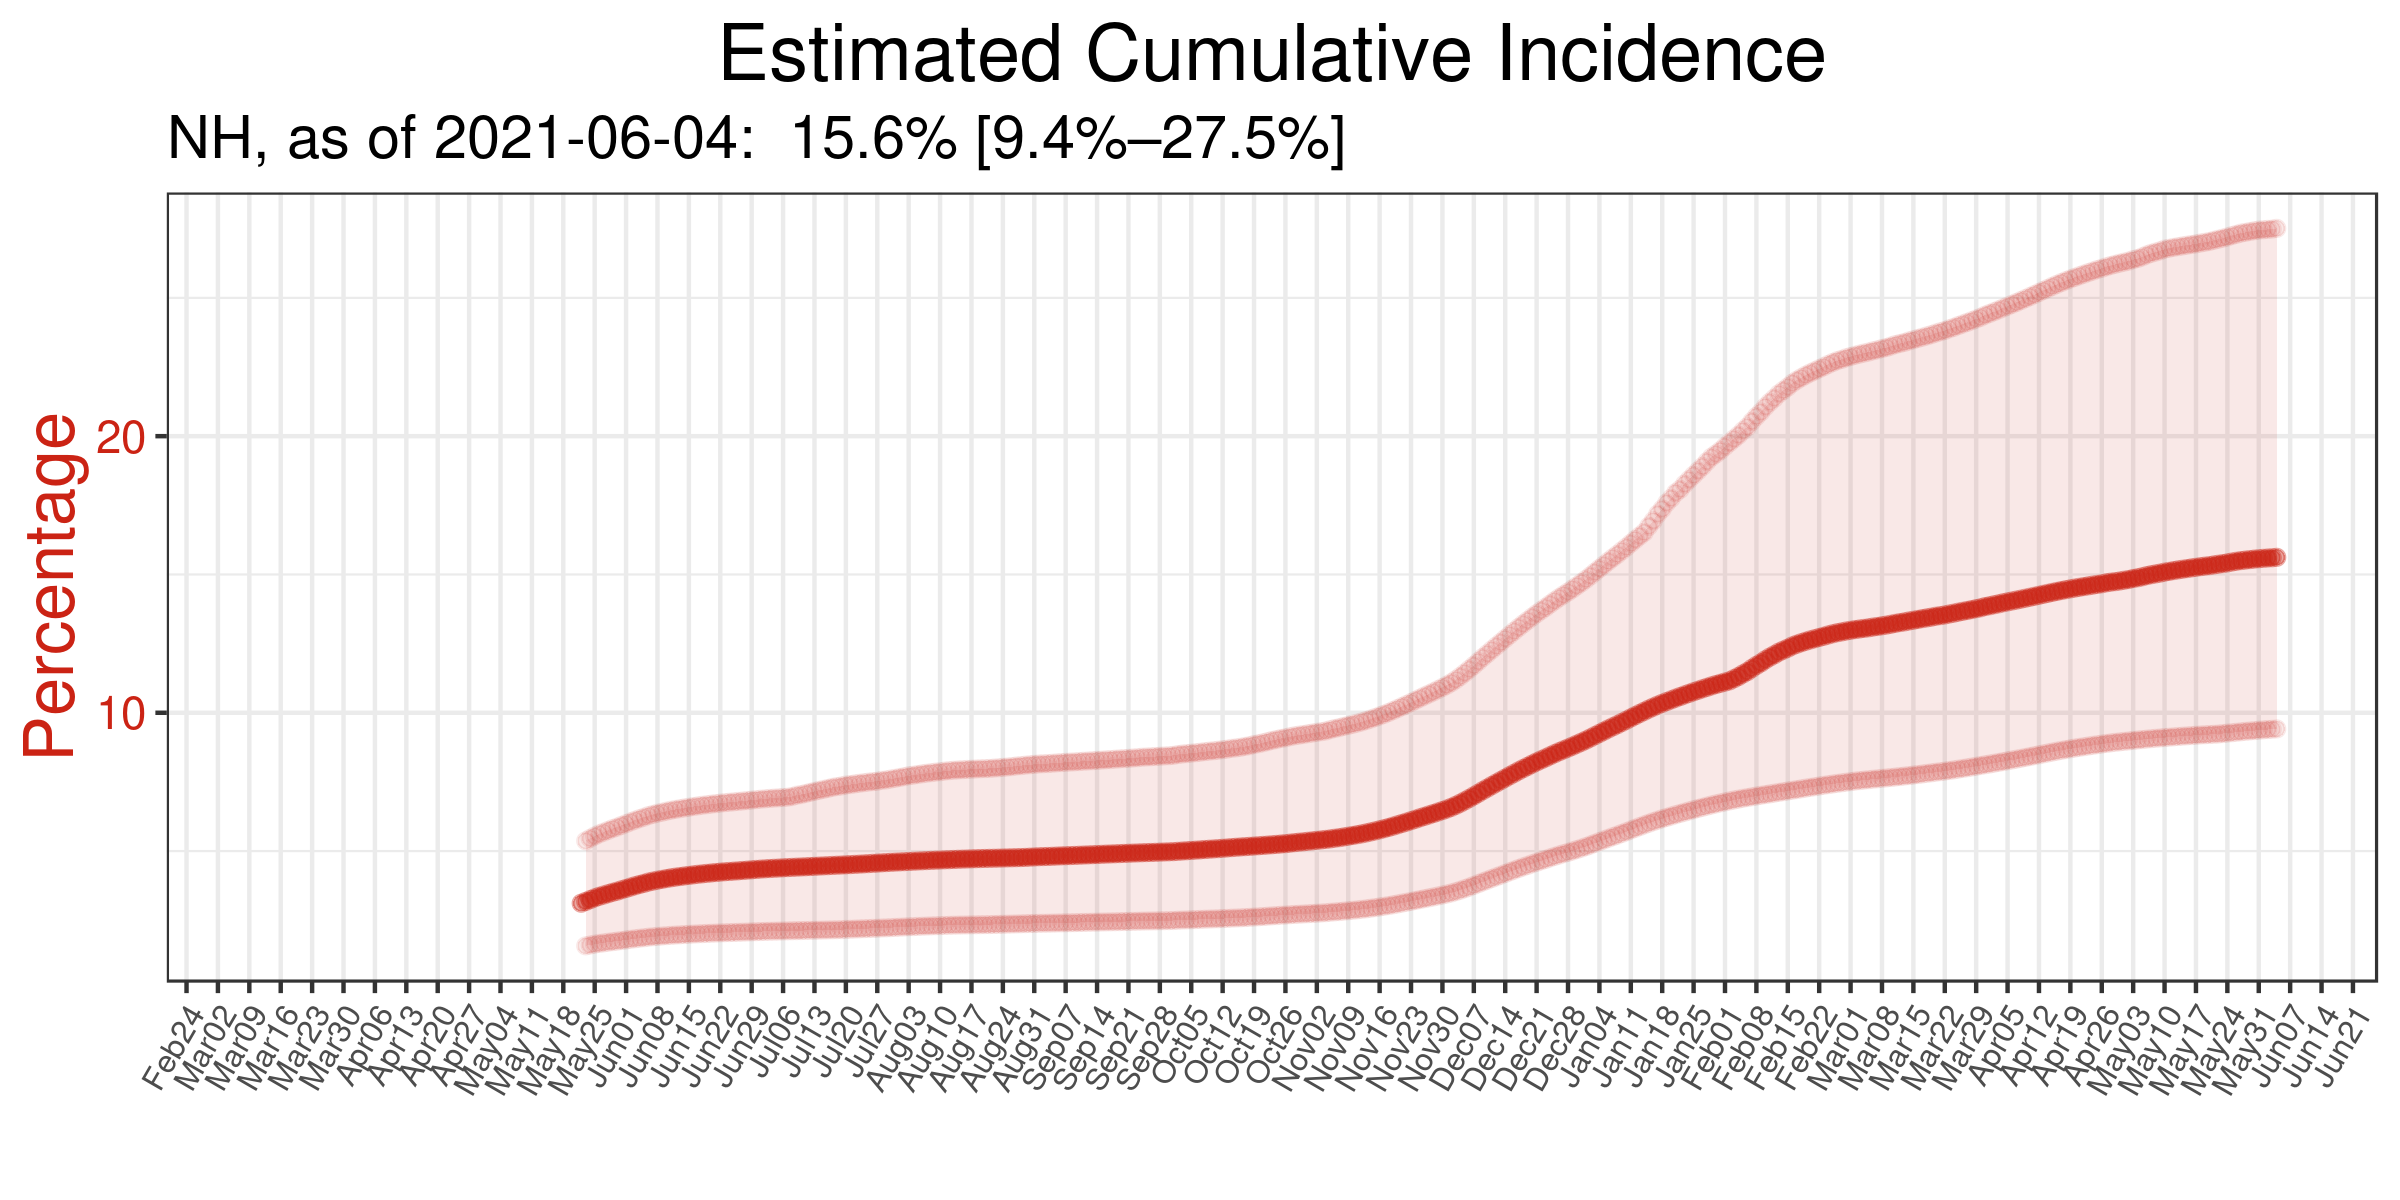 Estimated Cumulative Incidence
NH, as of 2021-06-04:  15.6% [9.4%–27.5%]
Percentage
20
10
Feb24
Mar02
Mar09
Mar16
Mar23
Mar30
Apr06
Apr13
Apr20
Apr27
May04
May11
May18
May25
Jun01
Jun08
Jun15
Jun22
Jun29
Jul06
Jul13
Jul20
Jul27
Aug03
Aug10
Aug17
Aug24
Aug31
Sep07
Sep14
Sep21
Sep28
Oct05
Oct12
Oct19
Oct26
Nov02
Nov09
Nov16
Nov23
Nov30
Dec07
Dec14
Dec21
Dec28
Jan04
Jan11
Jan18
Jan25
Feb01
Feb08
Feb15
Feb22
Mar01
Mar08
Mar15
Mar22
Mar29
Apr05
Apr12
Apr19
Apr26
May03
May10
May17
May24
May31
Jun07
Jun14
Jun21